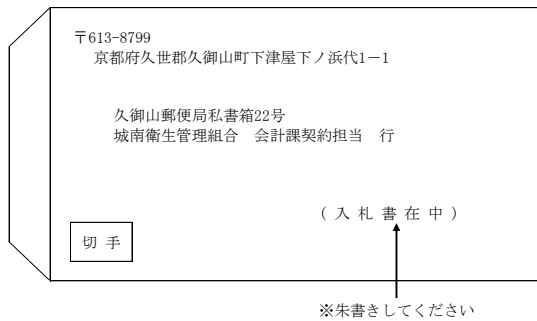 〒613-8799
京都府久世郡久御山町下津屋下ノ浜代1－1
久御山郵便局私書箱22号
城南衛生管理組合　会計課契約担当　行
（入札書在中）
切手
※朱書きしてください